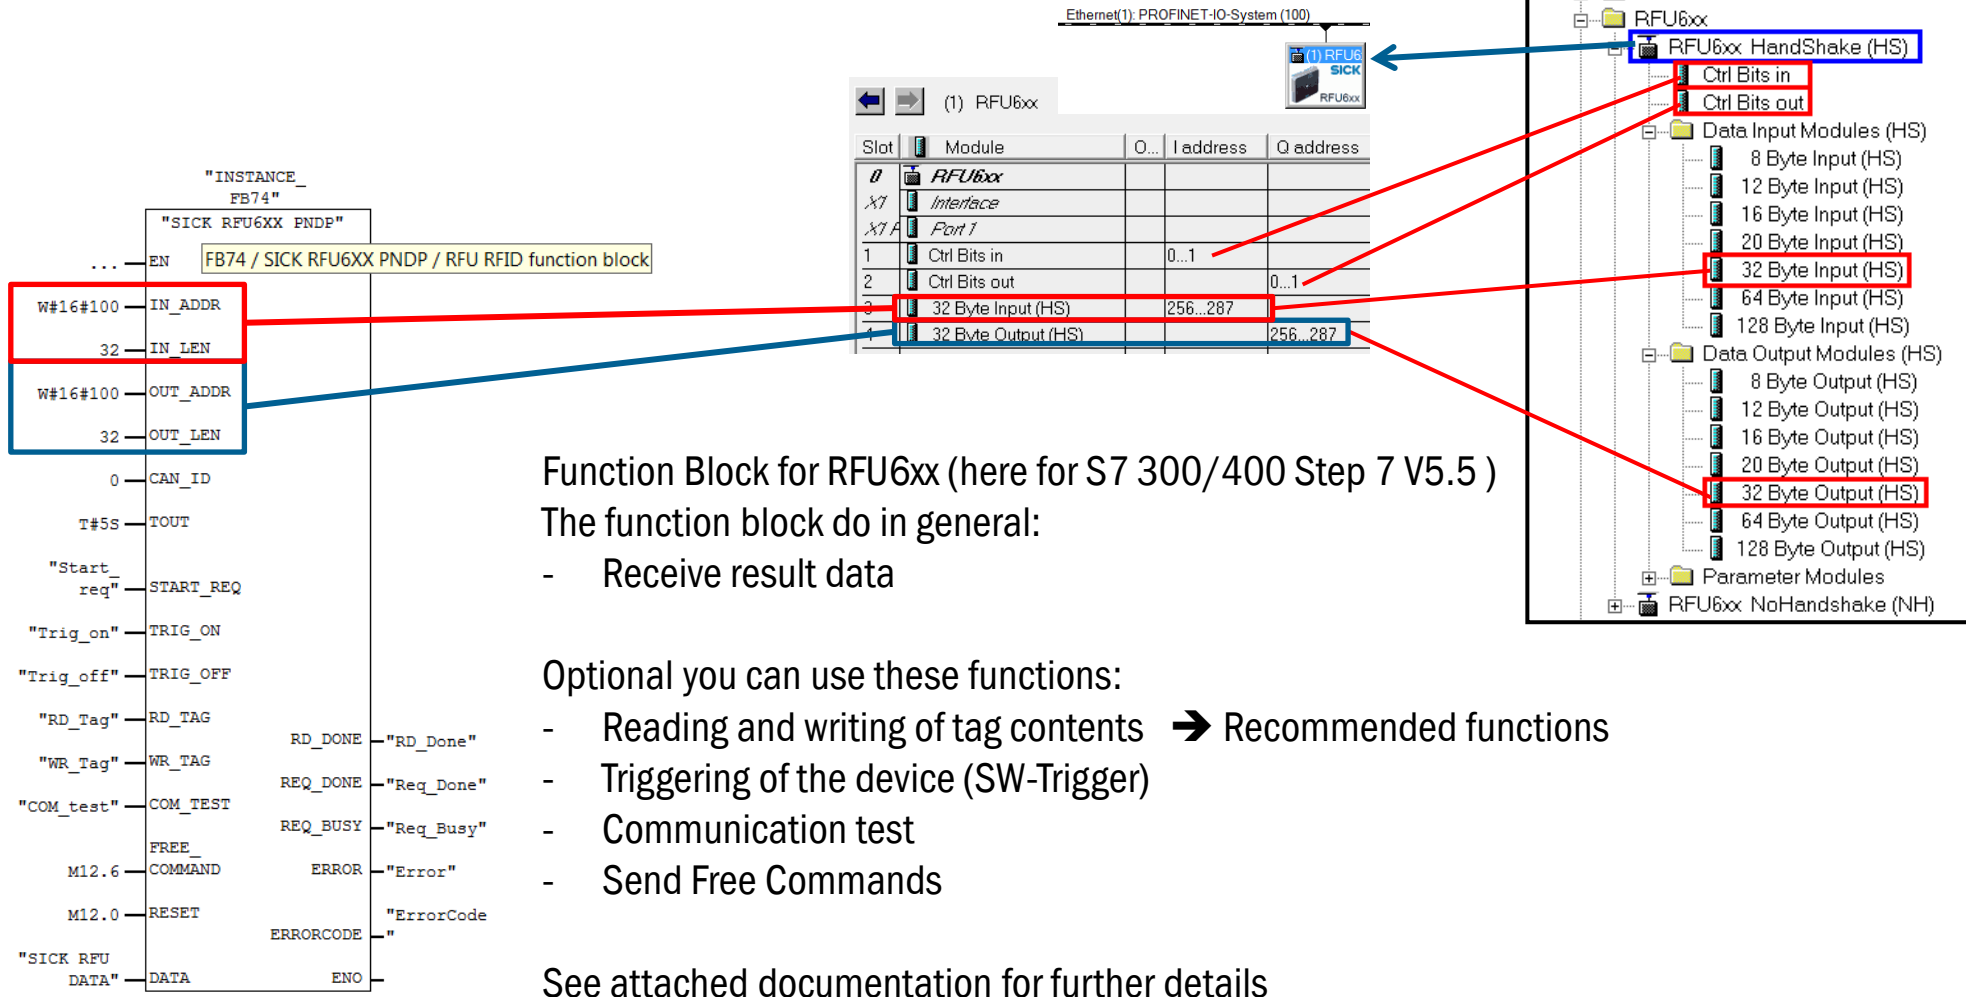 Ethernet(1): PROFINET-IO-System (100)
(1) RFU6
SICK
RFU6xx
(1) RFU6xx
Slot Module O... I address Q address
0 RFU6xx
X1 Interface
X1 P Port 1
1 Ctrl Bits in 0...1
2 Ctrl Bits out 0...1
3 32 Byte Input (HS) 256...287
4 32 Byte Output (HS) 256...287
RFU6xx
RFU6xx HandShake (HS)
Ctrl Bits in
Ctrl Bits out
Data Input Modules (HS)
8 Byte Input (HS)
12 Byte Input (HS)
16 Byte Input (HS)
20 Byte Input (HS)
32 Byte Input (HS)
64 Byte Input (HS)
128 Byte Input (HS)
Data Output Modules (HS)
8 Byte Output (HS)
12 Byte Output (HS)
16 Byte Output (HS)
20 Byte Output (HS)
32 Byte Output (HS)
64 Byte Output (HS)
128 Byte Output (HS)
Parameter Modules
RFU6xx NoHandshake (NH)
"INSTANCE_
FB74"
"SICK RFU6XX PNDP"
... EN
FB74 / SICK RFU6XX PNDP / RFU RFID function block
W#16#100 IN_ADDR
32 IN_LEN
W#16#100 OUT_ADDR
32 OUT_LEN
0 CAN_ID
T#5S TOUT
"Start_
req" START_REQ
"Trig_on" TRIG_ON
"Trig_off" TRIG_OFF
"RD_Tag" RD_TAG
RD_DONE "RD_Done"
"WR_Tag" WR_TAG
REQ_DONE "Req_Done"
"COM_test" COM_TEST
REQ_BUSY "Req_Busy"
FREE_
M12.6 COMMAND ERROR "Error"
M12.0 RESET "ErrorCode
ERRORCODE "
"SICK RFU
DATA" DATA ENO
Function Block for RFU6xx (here for S7 300/400 Step 7 V5.5 )
The function block do in general:
- Receive result data
Optional you can use these functions:
- Reading and writing of tag contents ➔ Recommended functions
- Triggering of the device (SW-Trigger)
- Communication test
- Send Free Commands
See attached documentation for further details